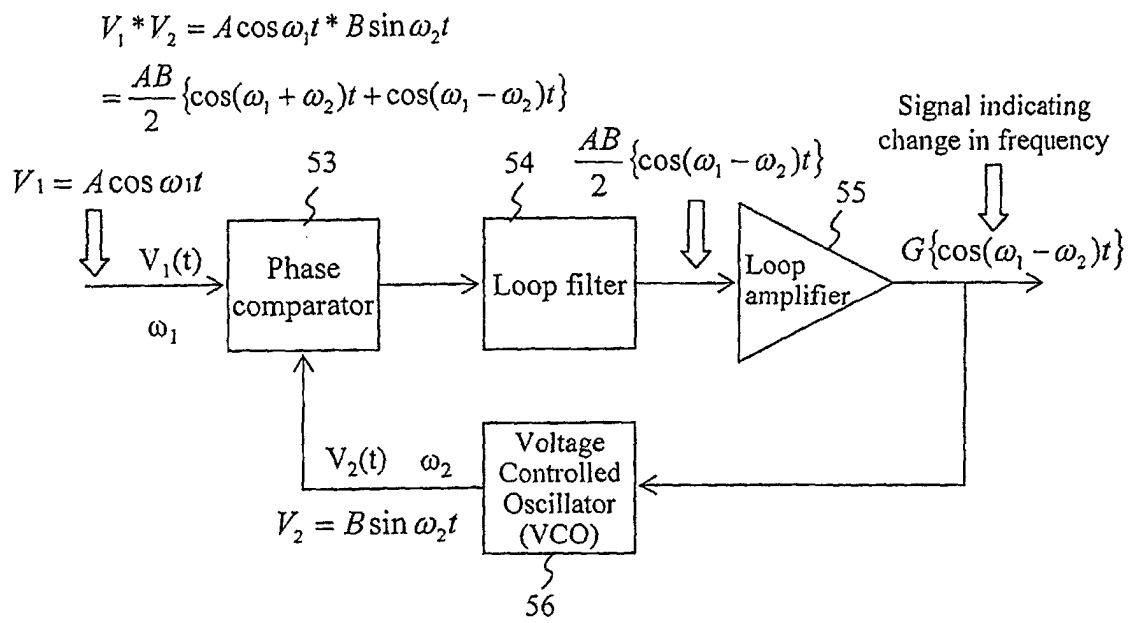 V₁ * V₂ = A cos ω₁t * B sin ω₂t
= AB/2 {cos(ω₁ + ω₂)t + cos(ω₁ − ω₂)t}
Signal indicating
change in frequency
53
54
AB/2 {cos(ω₁ − ω₂)t}
55
V₁ = A cos ω₁t
V₁(t)
ω₁
Phase
comparator
Loop filter
Loop
amplifier
G{cos(ω₁ − ω₂)t}
V₂(t) ω₂
V₂ = B sin ω₂t
Voltage
Controlled
Oscillator
(VCO)
56